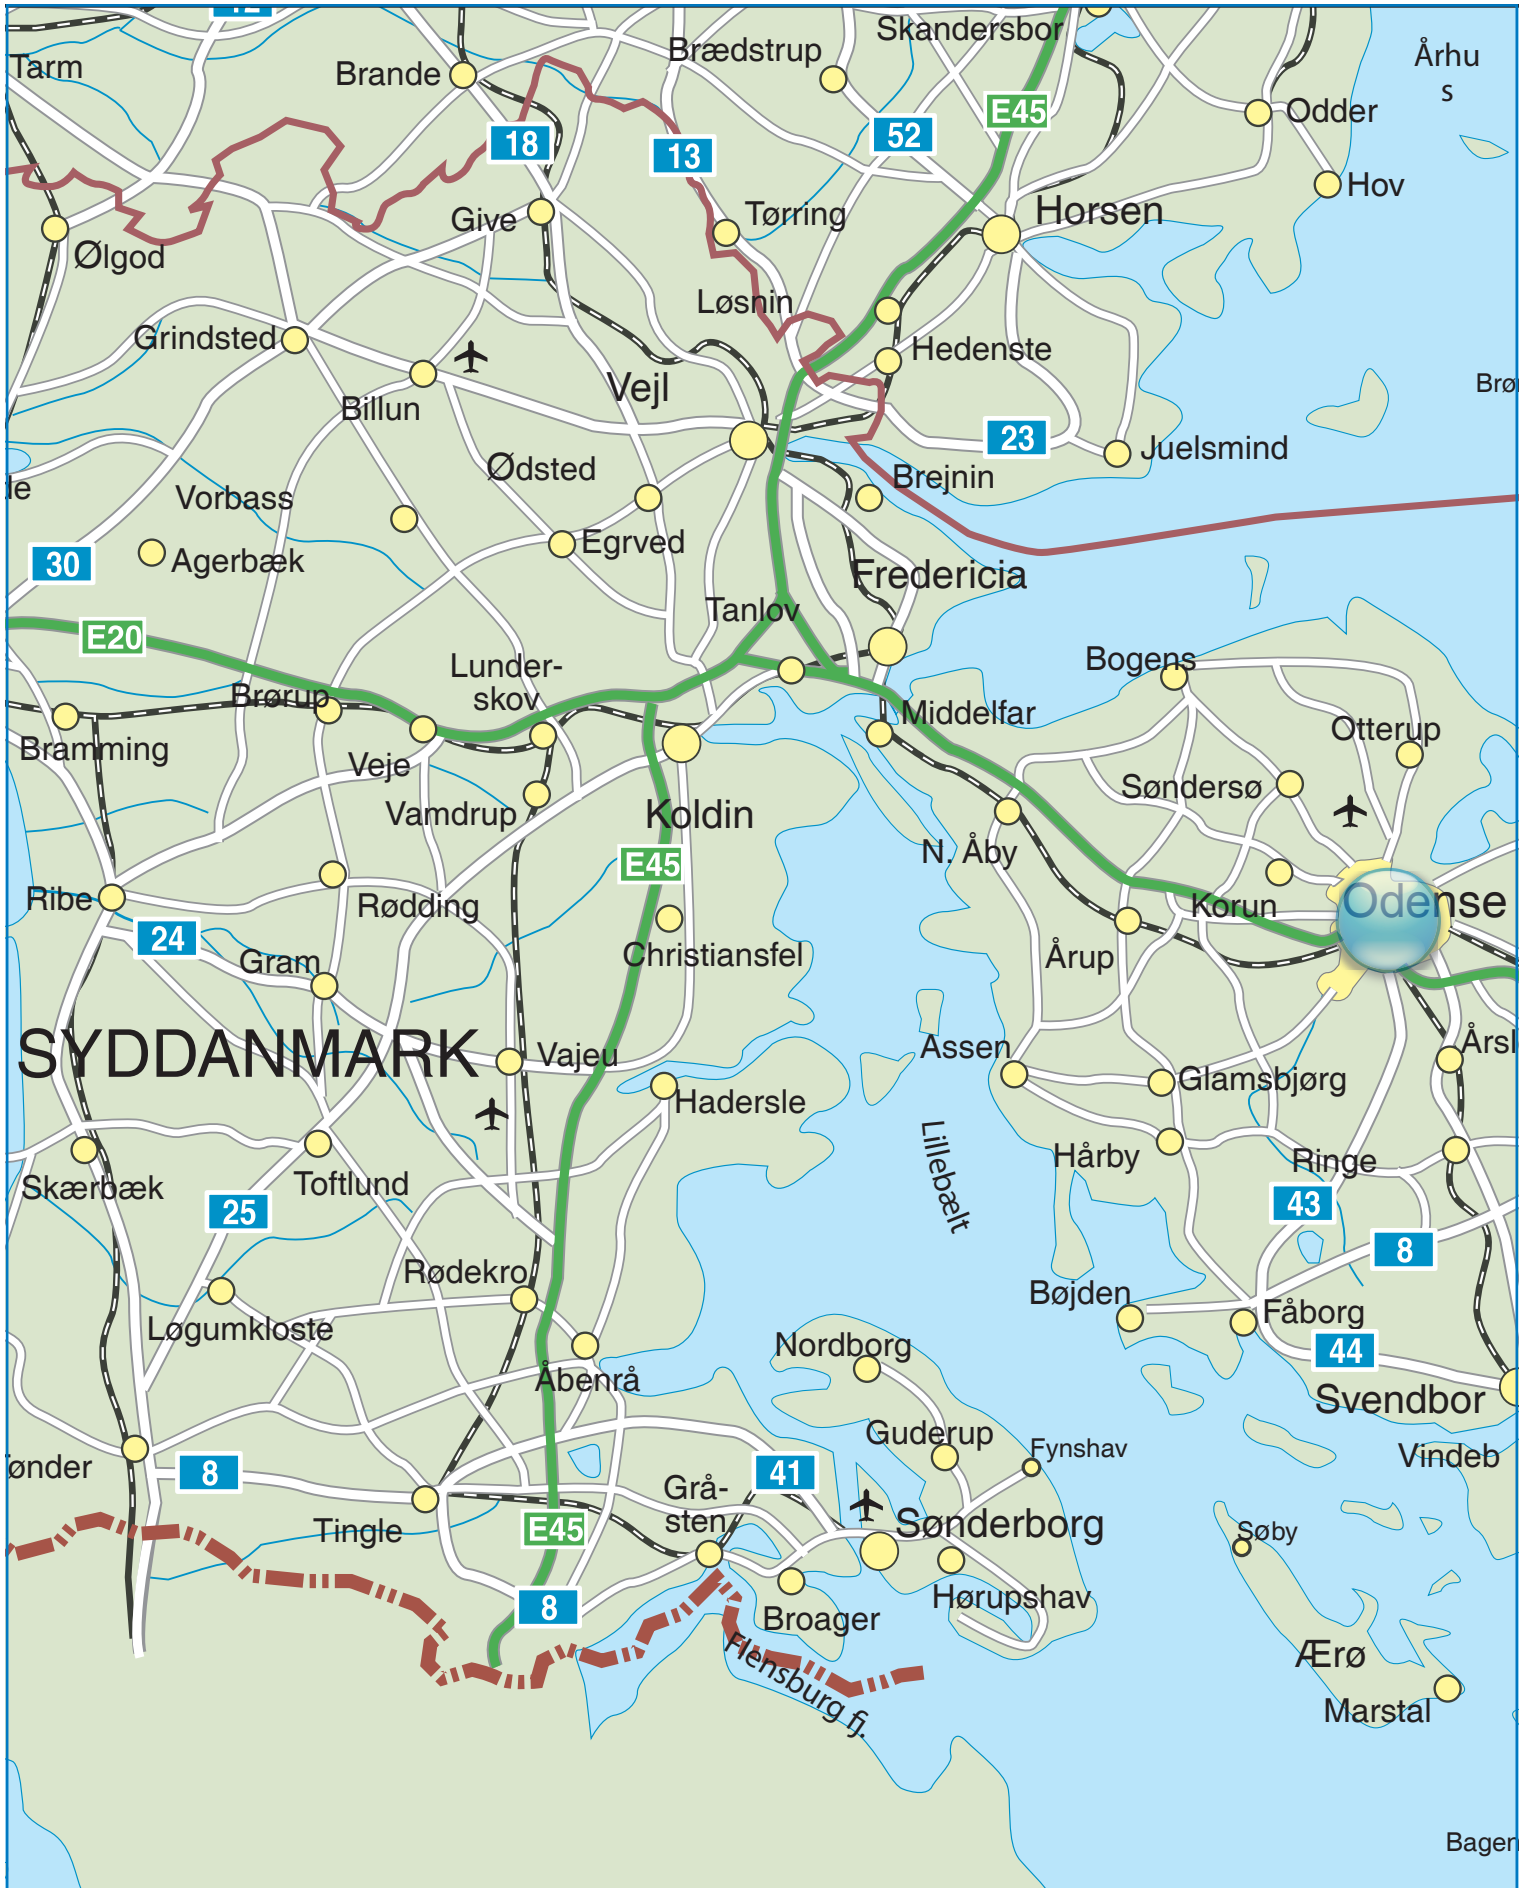 12
Skandersbor
Tarm
Brande
Brædstrup
Århu
s
E45
Odder
18
13
52
Hov
Give
Tørring
Horsen
Ølgod
Løsnin
Grindsted
Hedenste
Billun
Vejl
Brø
23
Juelsmind
Ødsted
Brejnin
le
Vorbass
Egrved
30
Agerbæk
Fredericia
Tanlov
E20
Lunder-
skov
Bogens
Brørup
Middelfar
Bramming
Otterup
Veje
Søndersø
Vamdrup
Koldin
N. Åby
E45
Ribe
Rødding
Korun
Odense
24
Christiansfel
Gram
Årup
SYDDANMARK
Vajeu
Assen
Årsl
Glamsbjørg
Hadersle
Lillebælt
Hårby
Ringe
Skærbæk
Toftlund
25
43
8
Rødekro
Bøjden
Fåborg
Løgumkloste
Nordborg
44
Åbenrå
Svendbor
Guderup
Fynshav
Vindeb
ønder
8
41
Grå-
sten
Tingle
E45
Sønderborg
Søby
8
Hørupshav
Broager
Flensburg fj.
Ærø
Marstal
Bagen